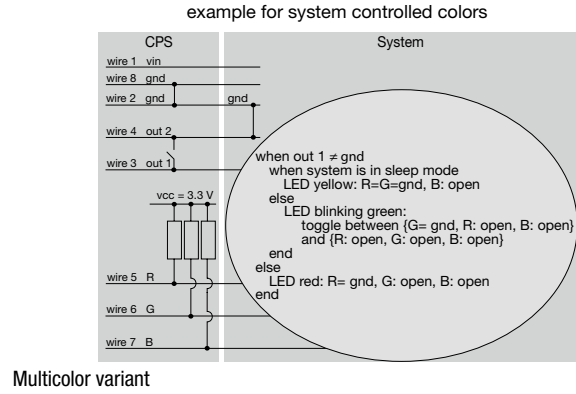 example for system controlled colors
CPS
System
wire 1 vin
wire 8 gnd
wire 2 gnd
gnd
wire 4 out 2
wire 3 out 1
when out 1 ≠ gnd
when system is in sleep mode
LED yellow: R=G=gnd, B: open
else
LED blinking green:
toggle between {G= gnd, R: open, B: open}
and {R: open, G: open, B: open}
end
else
LED red: R= gnd, G: open, B: open
end
vcc = 3.3 V
wire 5 R
wire 6 G
wire 7 B
Multicolor variant